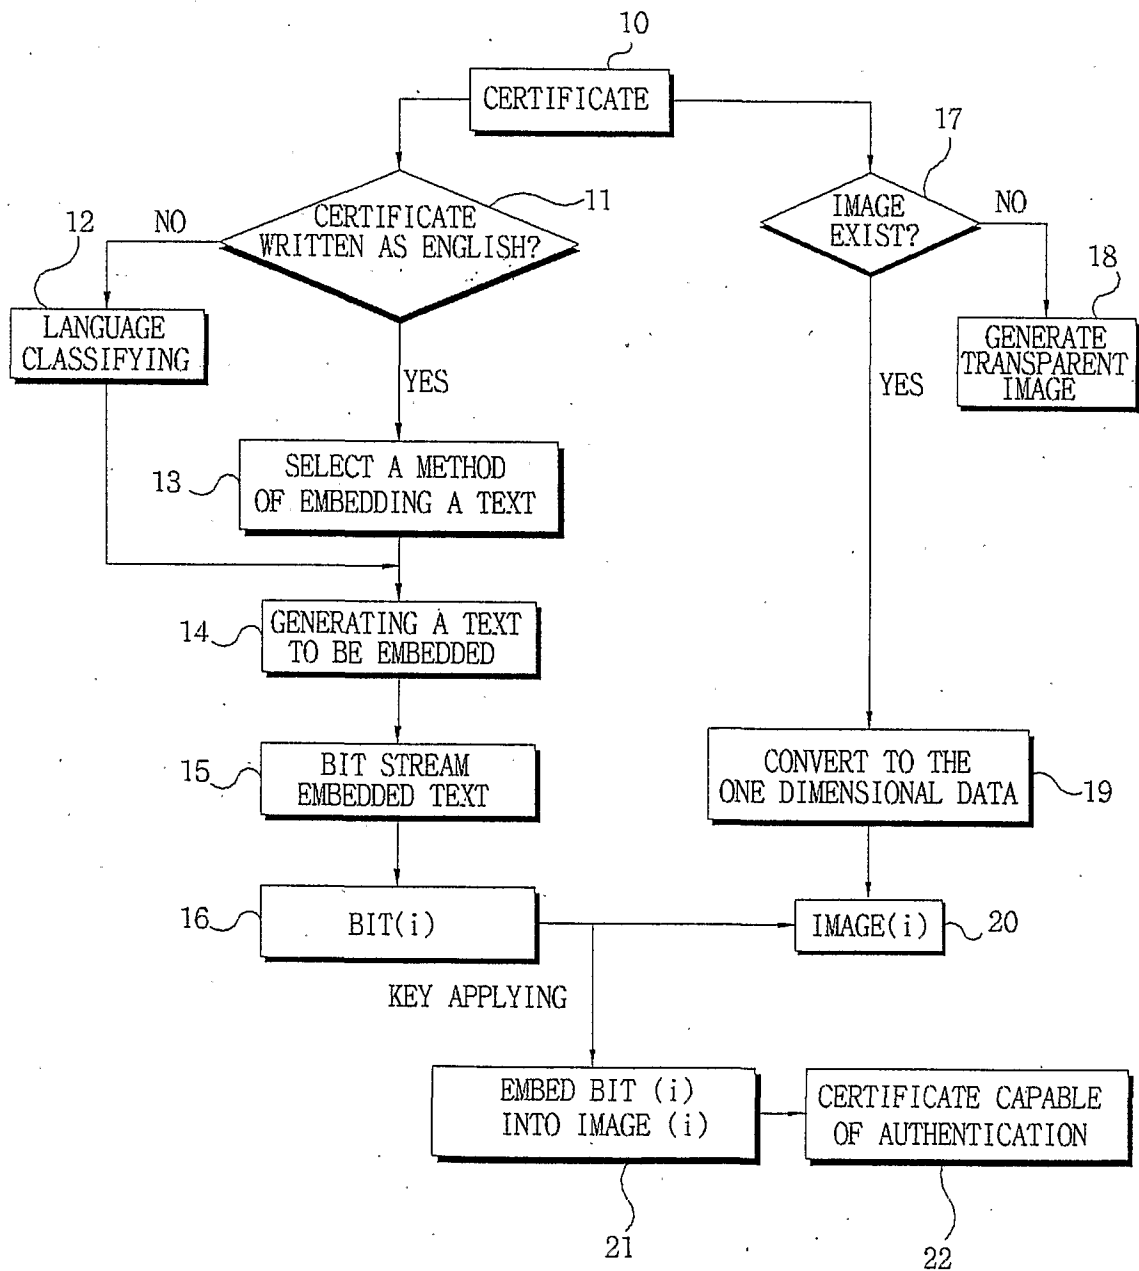 10
CERTIFICATE
17
11
12
NO
CERTIFICATE
WRITTEN AS ENGLISH?
IMAGE
EXIST?
NO
18
LANGUAGE
CLASSIFYING
GENERATE
TRANSPARENT
IMAGE
YES
YES
13
SELECT A METHOD
OF EMBEDDING A TEXT
14
GENERATING A TEXT
TO BE EMBEDDED
15
BIT STREAM
EMBEDDED TEXT
CONVERT TO THE
ONE DIMENSIONAL DATA
19
16
BIT(i)
IMAGE(i)
20
KEY APPLYING
EMBED BIT (i)
INTO IMAGE (i)
CERTIFICATE CAPABLE
OF AUTHENTICATION
21
22